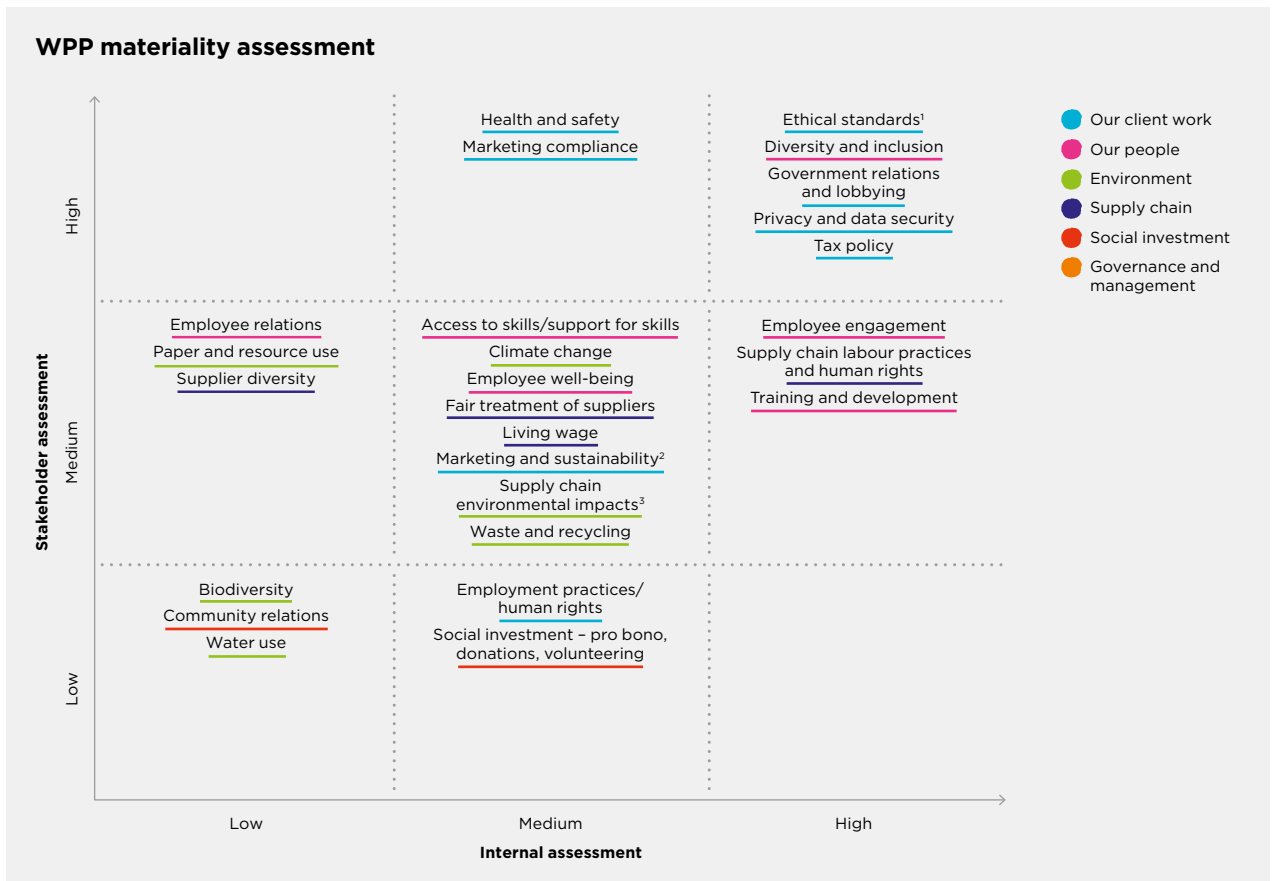 WPP materiality assessment
Stakeholder assessment
High
Medium
Low
Health and safety
Marketing compliance
Ethical standards¹
Diversity and inclusion
Government relations
and lobbying
Privacy and data security
Tax policy
Employee relations
Paper and resource use
Supplier diversity
Access to skills/support for skills
Climate change
Employee well-being
Fair treatment of suppliers
Living wage
Marketing and sustainability²
Supply chain
environmental impacts³
Waste and recycling
Employee engagement
Supply chain labour practices
and human rights
Training and development
Biodiversity
Community relations
Water use
Employment practices/
human rights
Social investment – pro bono,
donations, volunteering
Low
Medium
High
Internal assessment
Our client work
Our people
Environment
Supply chain
Social investment
Governance and
management